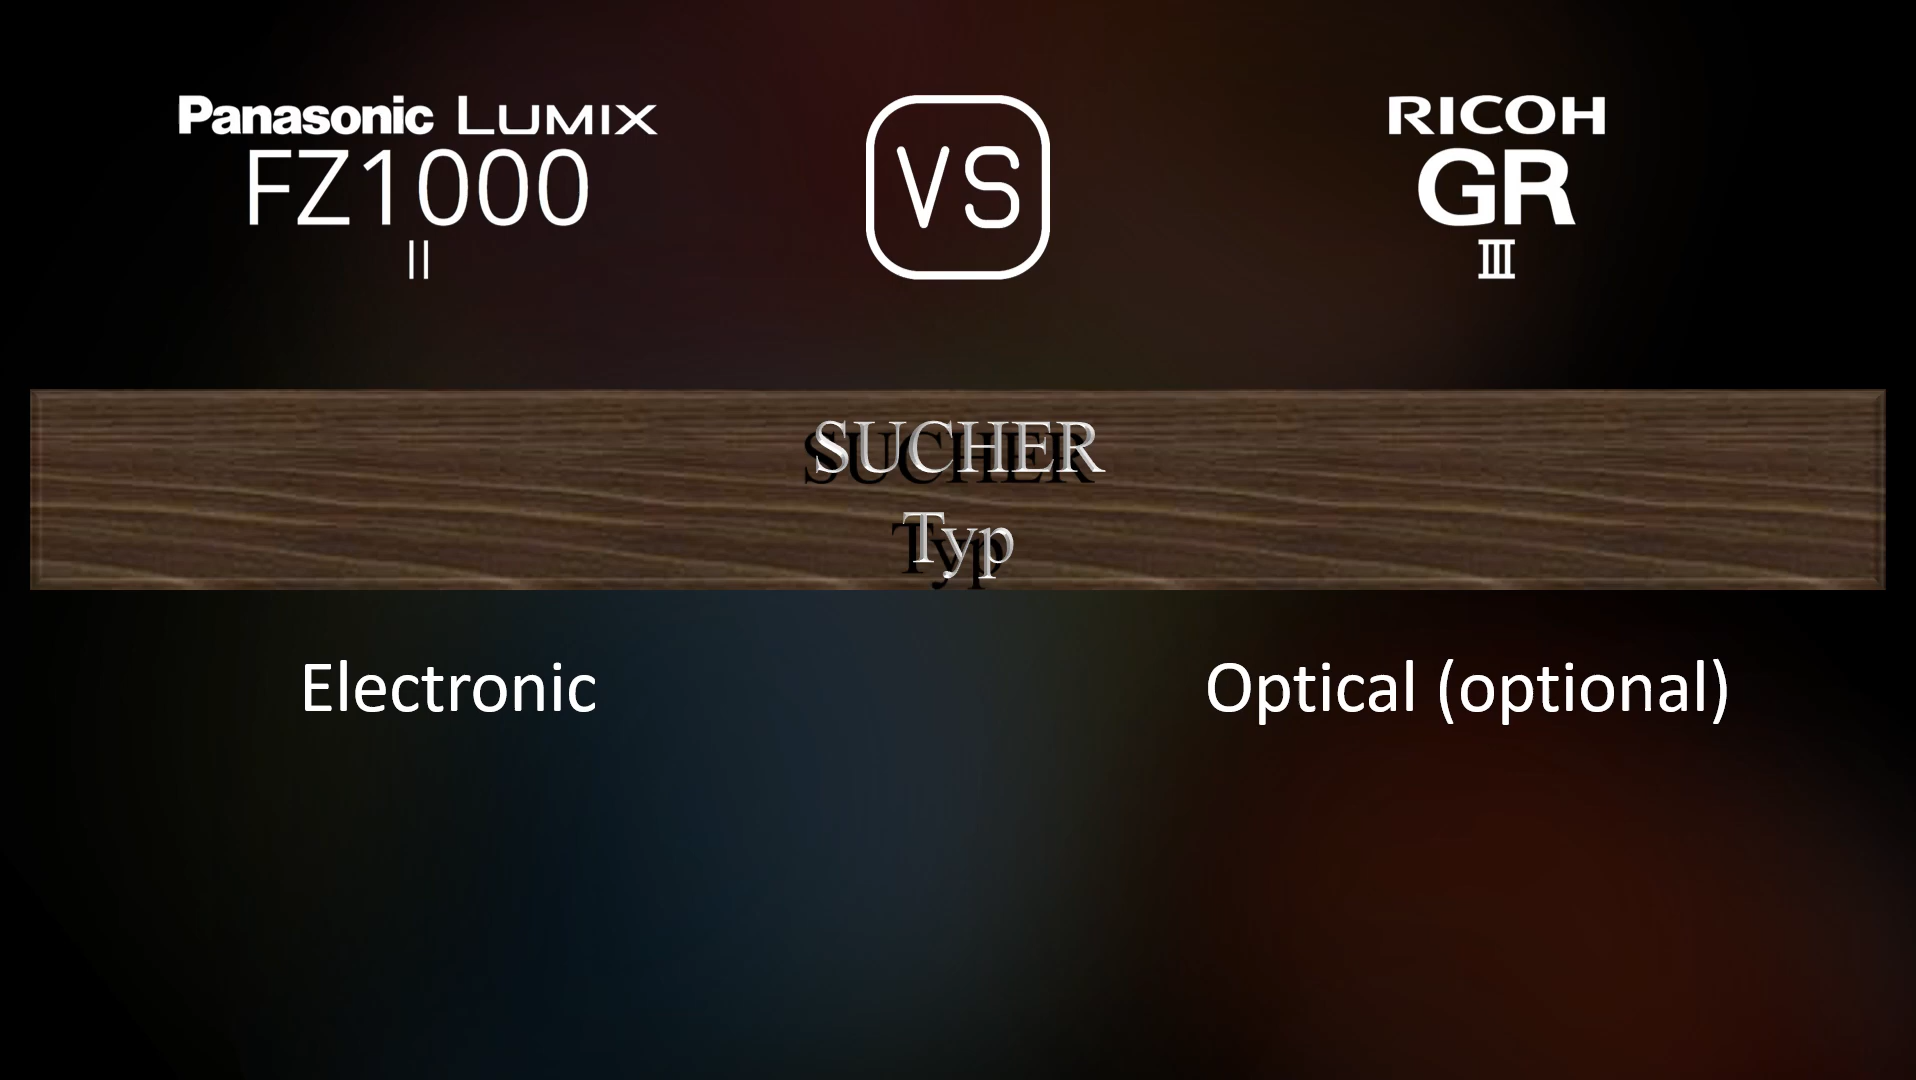 Panasonic LUMIX
FZ1000
II
VS
RICOH
GR
III
SUCHER
Typ
Electronic
Optical (optional)